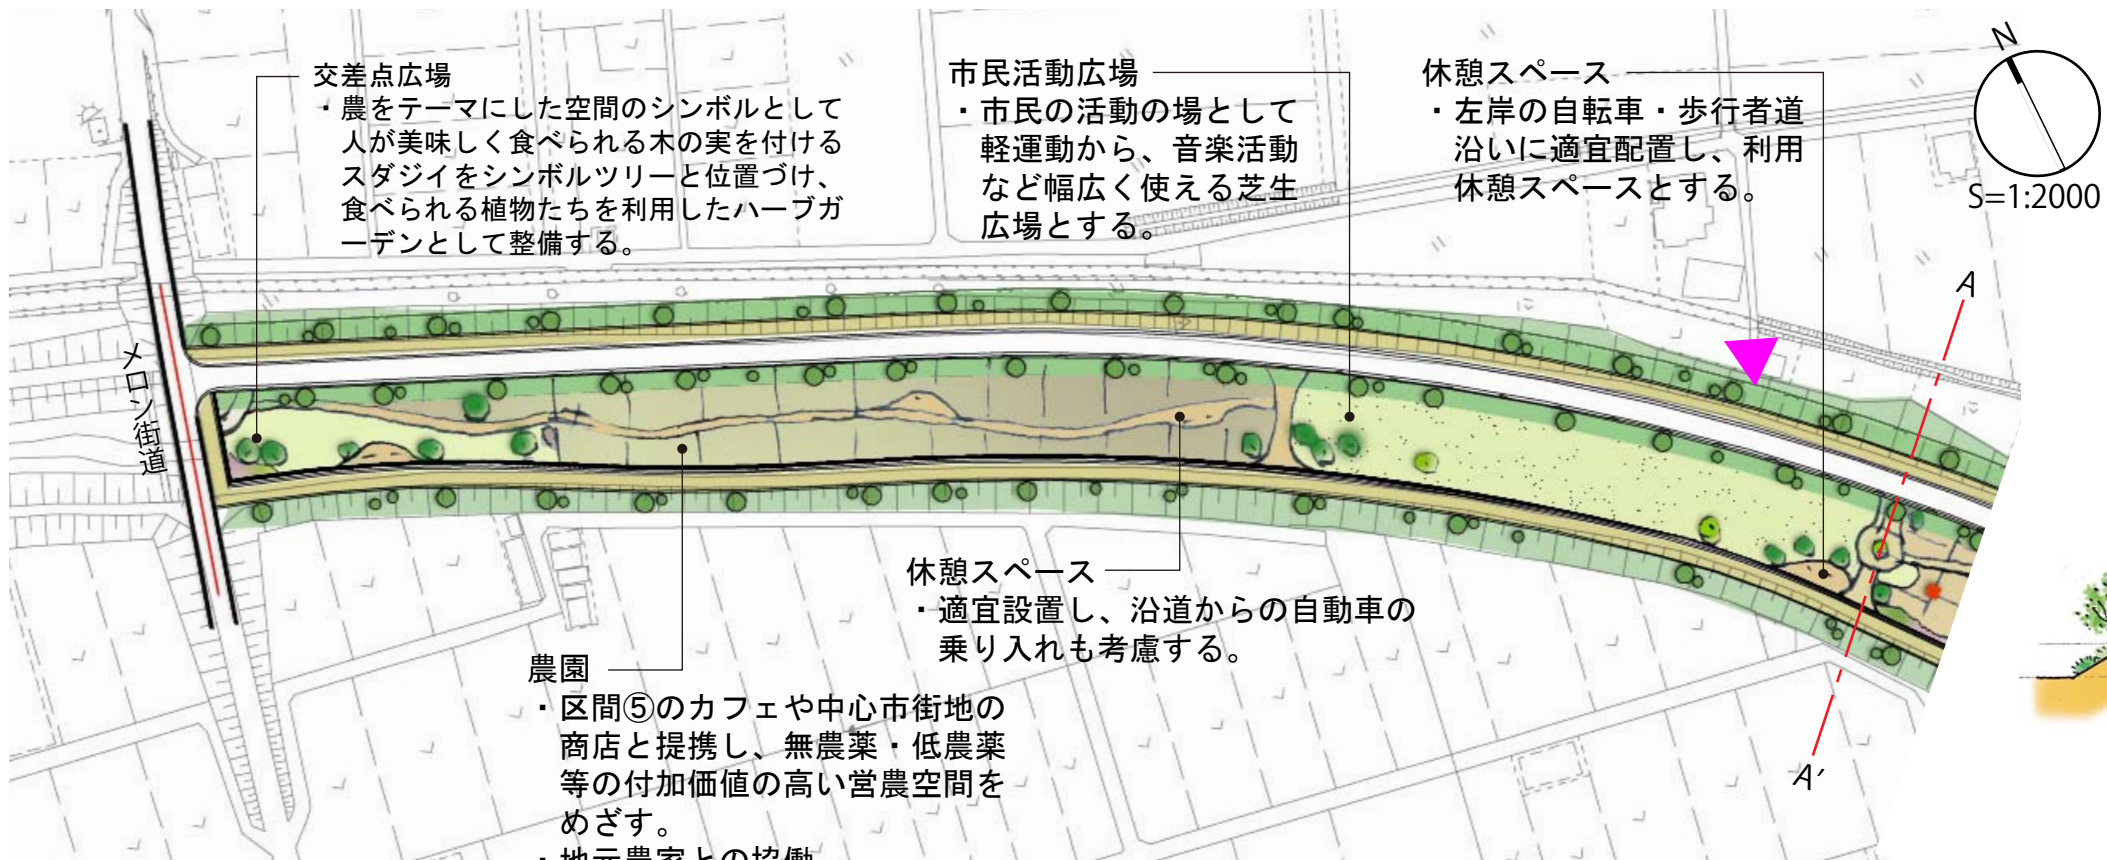 交差点広場
・農をテーマにした空間のシンボルとして
人が美味しく食べられる木の実を付ける
スダジイをシンボルツリーと位置づけ、
食べられる植物たちを利用したハーブガ
ーデンとして整備する。
市民活動広場
・市民の活動の場として
軽運動から、音楽活動
など幅広く使える芝生
広場とする。
休憩スペース
・左岸の自転車・歩行者道
沿いに適宜配置し、利用
休憩スペースとする。
N
S=1:2000
A
メロン街道
休憩スペース
・適宜設置し、沿道からの自動車の
乗り入れも考慮する。
農園
・区間⑤のカフェや中心市街地の
商店と提携し、無農薬・低農薬
等の付加価値の高い営農空間を
めざす。
・地元農家との協働
A'